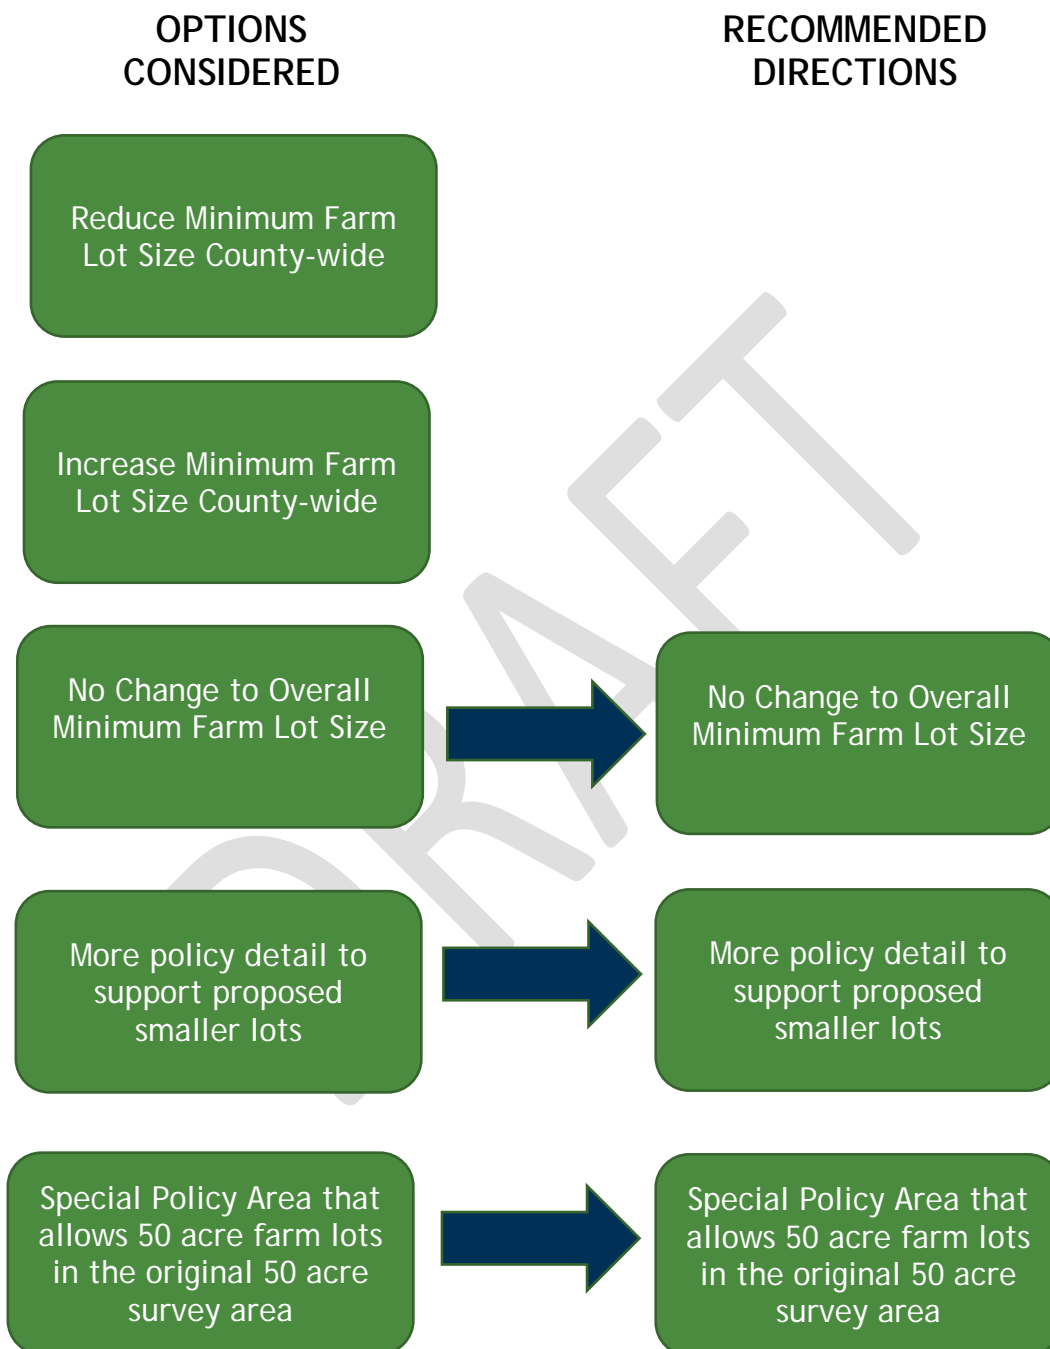 OPTIONS
CONSIDERED
RECOMMENDED
DIRECTIONS
Reduce Minimum Farm
Lot Size County-wide
Increase Minimum Farm
Lot Size County-wide
No Change to Overall
Minimum Farm Lot Size
No Change to Overall
Minimum Farm Lot Size
More policy detail to
support proposed
smaller lots
More policy detail to
support proposed
smaller lots
Special Policy Area that
allows 50 acre farm lots
in the original 50 acre
survey area
Special Policy Area that
allows 50 acre farm lots
in the original 50 acre
survey area
DRAFT